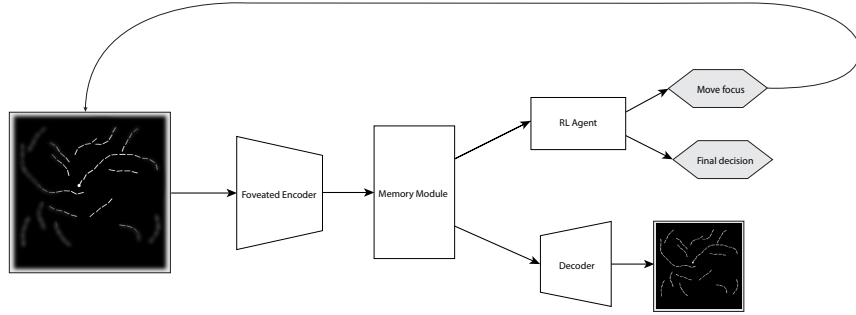 Move focus
RL Agent
Final decision
Foveated Encoder
Memory Module
Decoder